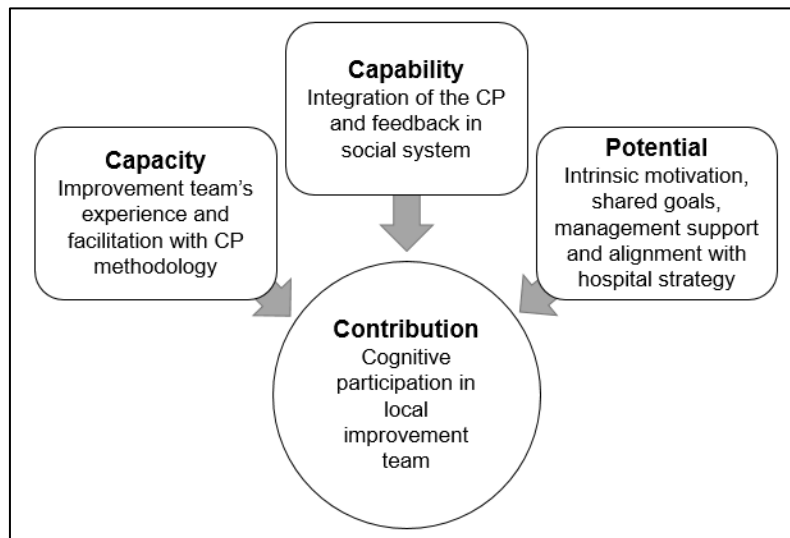 Capability
Integration of the CP
and feedback in
social system
Capacity
Improvement team’s
experience and
facilitation with CP
methodology
Potential
Intrinsic motivation,
shared goals,
management support
and alignment with
hospital strategy
Contribution
Cognitive
participation in
local
improvement
team